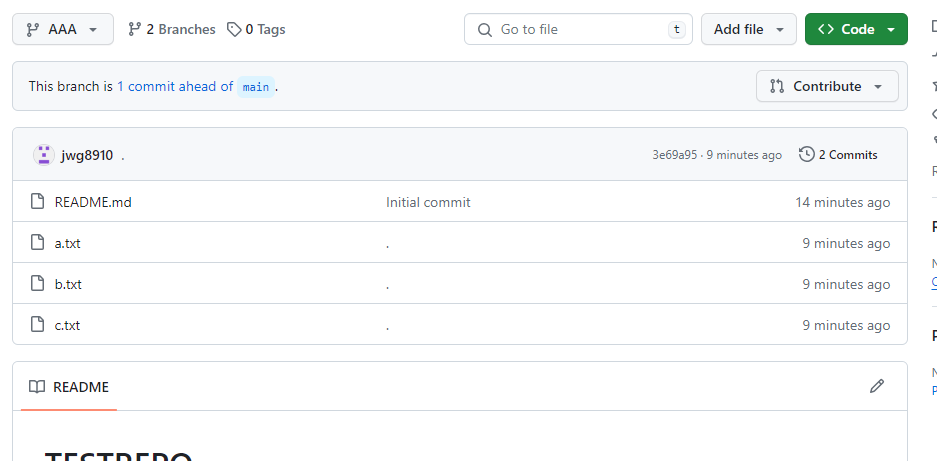 AAA 2 Branches 0 Tags Go to file t Add file Code
This branch is 1 commit ahead of main.
Contribute
jwg8910 . 3e69a95 · 9 minutes ago 2 Commits
README.md Initial commit 14 minutes ago
a.txt . 9 minutes ago
b.txt . 9 minutes ago
c.txt . 9 minutes ago
README
TESTREPO